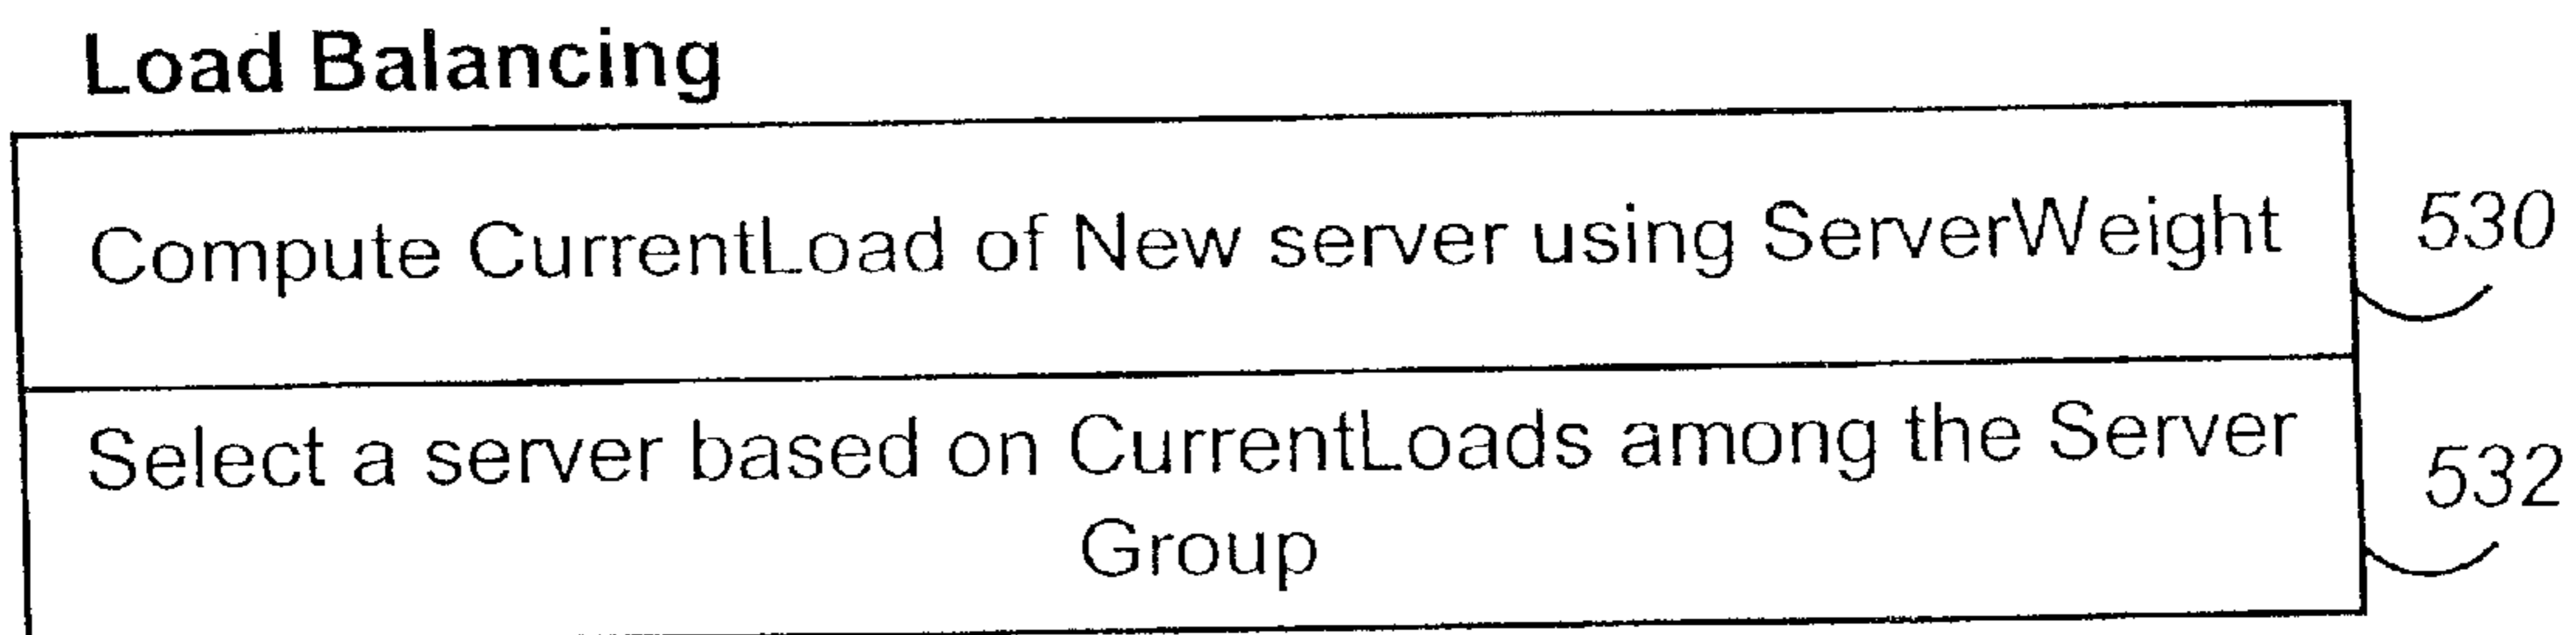 Load Balancing
Compute CurrentLoad of New server using ServerWeight
530
Select a server based on CurrentLoads among the Server
Group
532